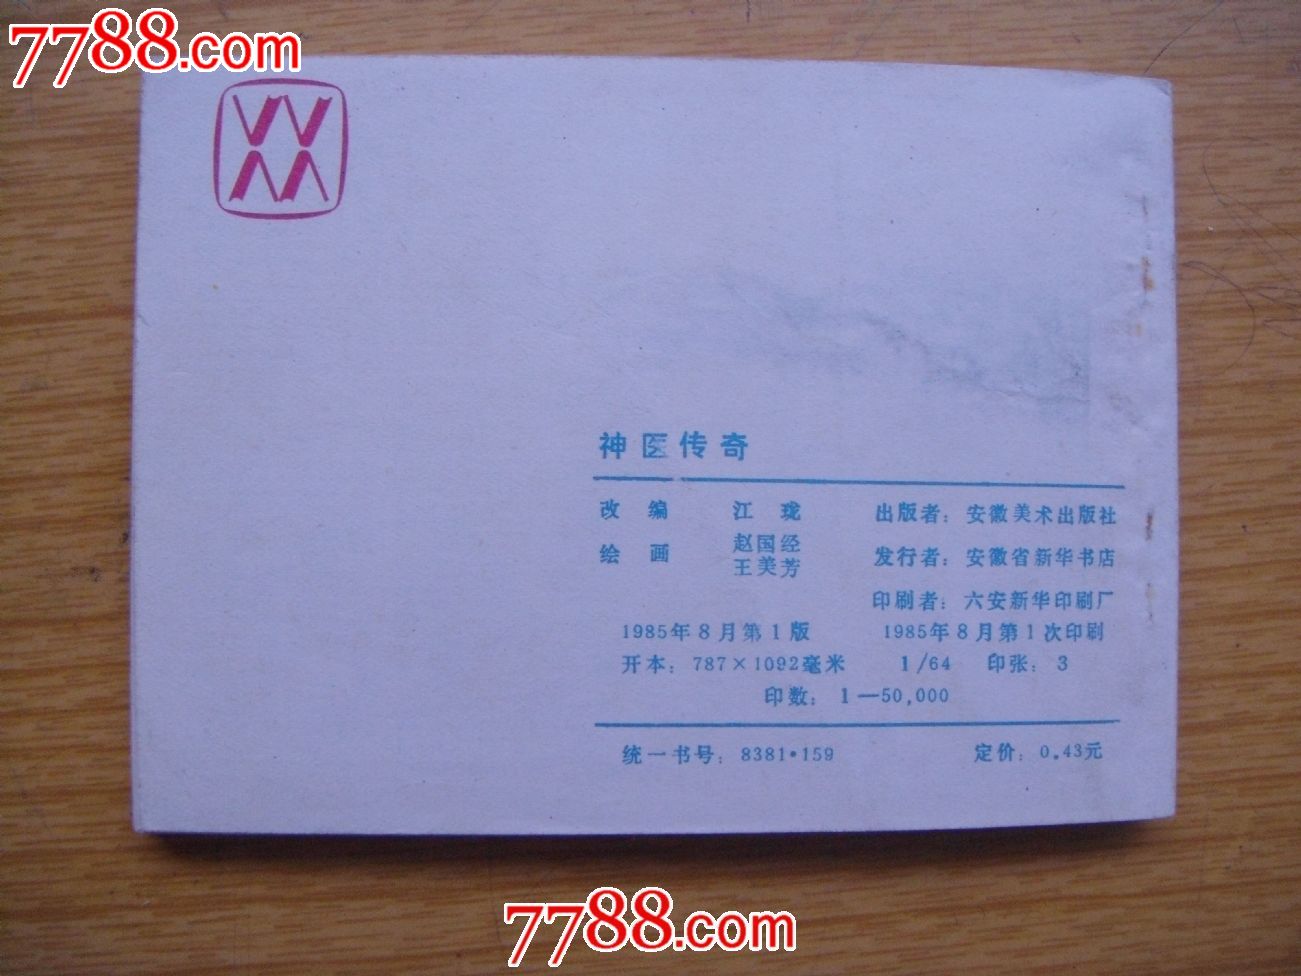 7788.com
神医传奇
改编 江珑 出版者：安徽美术出版社
绘画 赵国经
王美芳 发行者：安徽省新华书店
印刷者：六安新华印刷厂
1985年8月第1版 1985年8月第1次印刷
开本：787×1092毫米 1/64 印张：3
印数：1—50,000
统一书号：8381·159 定价：0.43元
7788.com